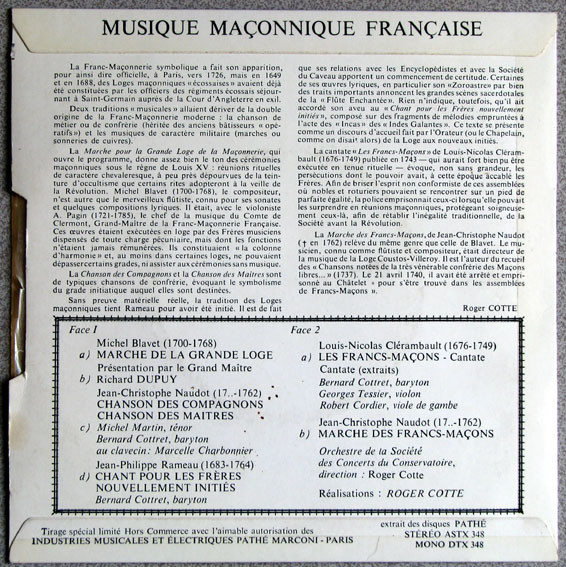 MUSIQUE MAÇONNIQUE FRANÇAISE
La Franc-Maçonnerie symbolique a fait son apparition,
pour ainsi dire officielle, à Paris, vers 1726, mais en 1649
et en 1688, des Loges maçonniques « écossaises » avaient déjà
été constituées par les officiers des régiments écossais séjour-
nant à Saint-Germain auprès de la Cour d'Angleterre en exil.
Deux traditions « musicales » allaient dériver de la double
origine de la Franc-Maçonnerie moderne : la chanson de
métier ou de confrérie (héritée des anciens bâtisseurs « opé-
ratifs ») et les musiques de caractère militaire (marches ou
sonneries de cuivres).
La Marche pour la Grande Loge de la Maçonnerie, qui
ouvre le programme, donne assez bien le ton des cérémonies
maçonniques sous le règne de Louis XV : réunions rituelles
de caractère chevaleresque, à peu près dépourvues de la tein-
ture d'occultisme que certains rites adopteront à la veille de
la Révolution. Michel Blavet (1700-1768), le compositeur,
n'est autre que le merveilleux flûtiste, connu pour ses sonates
et quelques compositions lyriques. Il était, avec le violoniste
A. Pagin (1721-1785), le chef de la musique du Comte de
Clermont, Grand-Maître de la Franc-Maçonnerie Française.
Ces œuvres étaient exécutées en loge par des Frères musiciens
dispensés de toute charge pécuniaire, mais dont les fonctions
n'étaient jamais rémunérées. Ils constituaient « la colonne
d'harmonie » et, au moins dans certaines loges, ne pouvaient
dépasser certains grades, ni assister aux cérémonies avec épée.
La Chanson des Compagnons et la Chanson des Maîtres sont
de typiques chansons de confrérie, évoquant le symbolisme
du grade initiatique auquel elles sont destinées.
Sans preuve matérielle réelle, la tradition des Loges
maçonniques tient Rameau pour avoir été initié. Il est de fait
que ses relations avec les Encyclopédistes et avec la Société
du Caveau apportent un commencement de certitude. Certaines
de ses œuvres lyriques, en particulier son « Zoroastre » par bien
des traits importants annoncent les grandes scènes sacerdotales
de la « Flûte Enchantée ». Rien n'indique, toutefois, qu'il ait
accordé son aveu au « Chant pour les Frères nouvellement
initiés », composé sur des fragments de mélodies empruntées à
l'acte des « Incas » des « Indes Galantes ». Ce texte se présente
comme un discours d'accueil fait par l'Orateur (ou le Chapelain,
comme on disait alors) de la Loge aux nouveaux initiés.
La cantate « Les Francs-Maçons » de Louis-Nicolas Cléram-
bault (1676-1749) publiée en 1743 — qui aurait fort bien pu être
exécutée en tenue rituelle — évoque, non sans grandeur, les
persécutions dont le pouvoir avait, à cette époque accablé les
Frères. Afin de briser l'esprit non conformiste de ces assemblées
où nobles et roturiers pouvaient se rencontrer sur un pied de
parfaite égalité, la police emprisonnait ceux-ci lorsqu'elle pouvait
les surprendre en réunions maçonniques, protégeant soigneuse-
ment ceux-là, afin de rétablir l'inégalité traditionnelle, de la
Société avant la Révolution.
La Marche des Francs-Maçons, de Jean-Christophe Naudot
(† en 1762) relève du même genre que celle de Blavet. Le mu-
sicien, connu comme flûtiste et compositeur, était directeur de
la musique de la Loge Coustos-Villeroy. Il est l'auteur du recueil
des « Chansons notées de la très vénérable confrérie des Maçons
libres... » (1737). Le 21 avril 1740, il avait été arrêté et empri-
sonné au Châtelet « pour s'être trouvé dans les assemblées
de Francs-Maçons ».
Roger COTTE
Face 1
Michel Blavet (1700-1768)
a) MARCHE DE LA GRANDE LOGE
Présentation par le Grand Maître
b) Richard DUPUY
Jean-Christophe Naudot (17..-1762)
CHANSON DES COMPAGNONS
CHANSON DES MAITRES
c) Michel Martin, ténor
Bernard Cottret, baryton
au clavecin : Marcelle Charbonnier
Jean-Philippe Rameau (1683-1764)
d) CHANT POUR LES FRÈRES
NOUVELLEMENT INITIÉS
Bernard Cottret, baryton
Face 2
Louis-Nicolas Clérambault (1676-1749)
a) LES FRANCS-MAÇONS - Cantate
Cantate (extraits)
Bernard Cottret, baryton
Georges Tessier, violon
Robert Cordier, viole de gambe
Jean-Christophe Naudot (17..-1762)
b) MARCHE DES FRANCS-MAÇONS
Orchestre de la Société
des Concerts du Conservatoire,
direction : Roger Cotte
Réalisations : ROGER COTTE
Tirage spécial limité Hors Commerce avec l'aimable autorisation des
INDUSTRIES MUSICALES et ÉLECTRIQUES PATHÉ MARCONI - PARIS
extrait des disques PATHÉ
STÉRÉO ASTX 348
MONO DTX 348